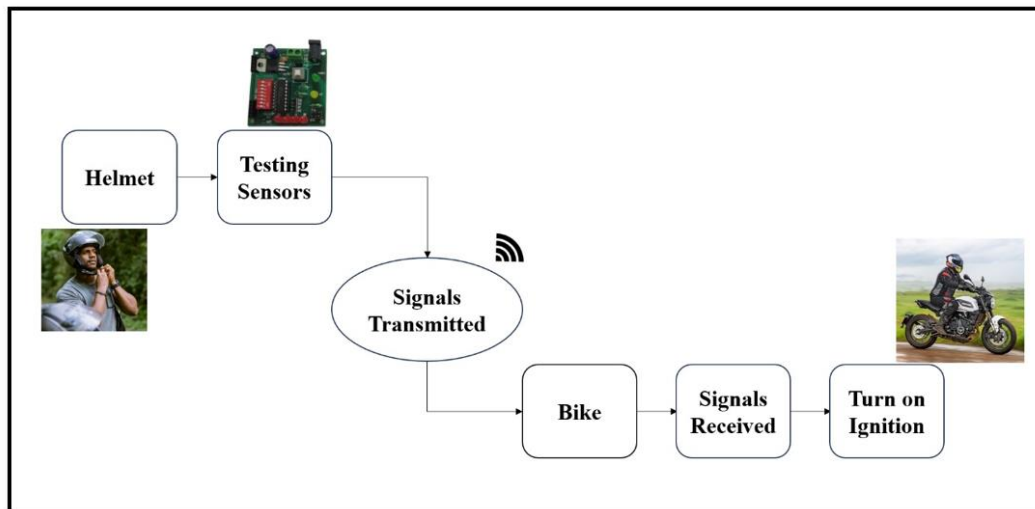 Helmet
Testing
Sensors
Signals
Transmitted
Bike
Signals
Received
Turn on
Ignition